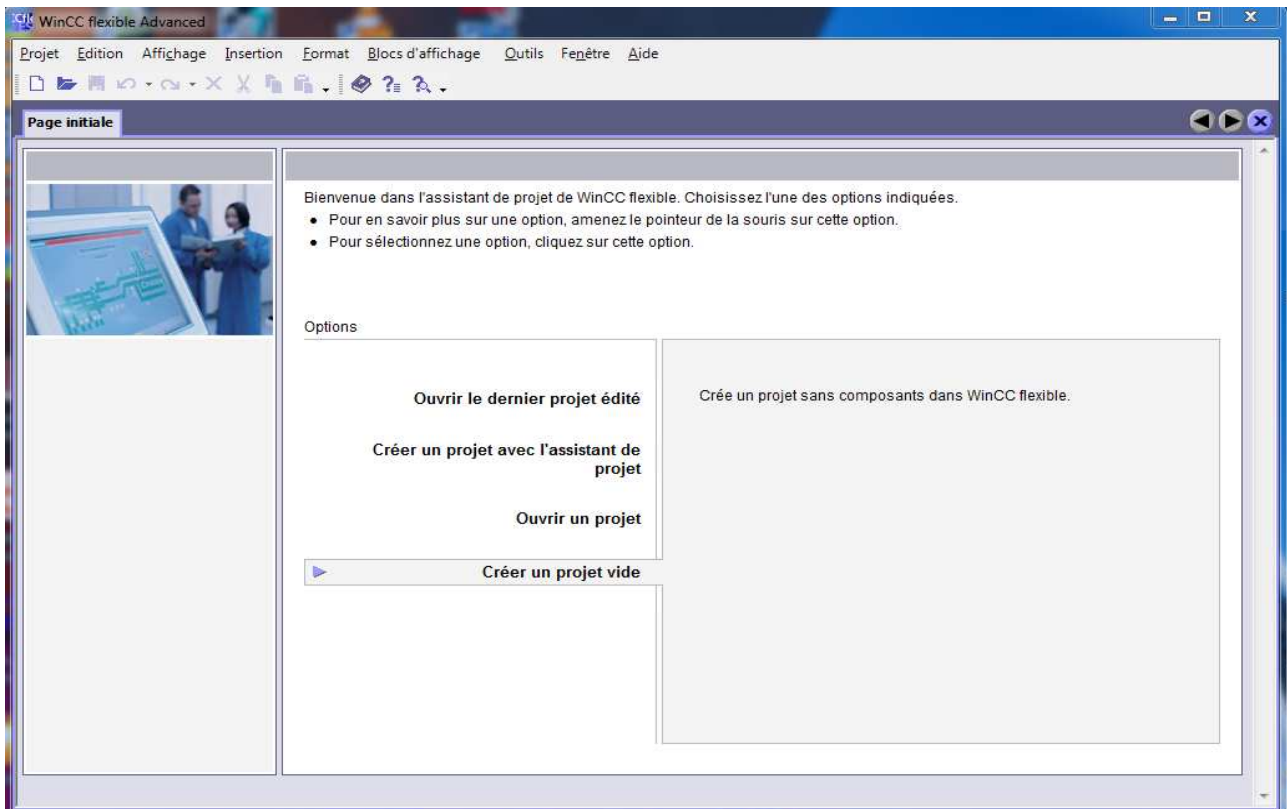 WinCC flexible Advanced
Projet Edition Affichage Insertion Format Blocs d'affichage Outils Fenêtre Aide
Page initiale
Bienvenue dans l'assistant de projet de WinCC flexible. Choisissez l'une des options indiquées.
• Pour en savoir plus sur une option, amenez le pointeur de la souris sur cette option.
• Pour sélectionnez une option, cliquez sur cette option.
Options
Ouvrir le dernier projet édité
Crée un projet sans composants dans WinCC flexible.
Créer un projet avec l'assistant de
projet
Ouvrir un projet
Créer un projet vide